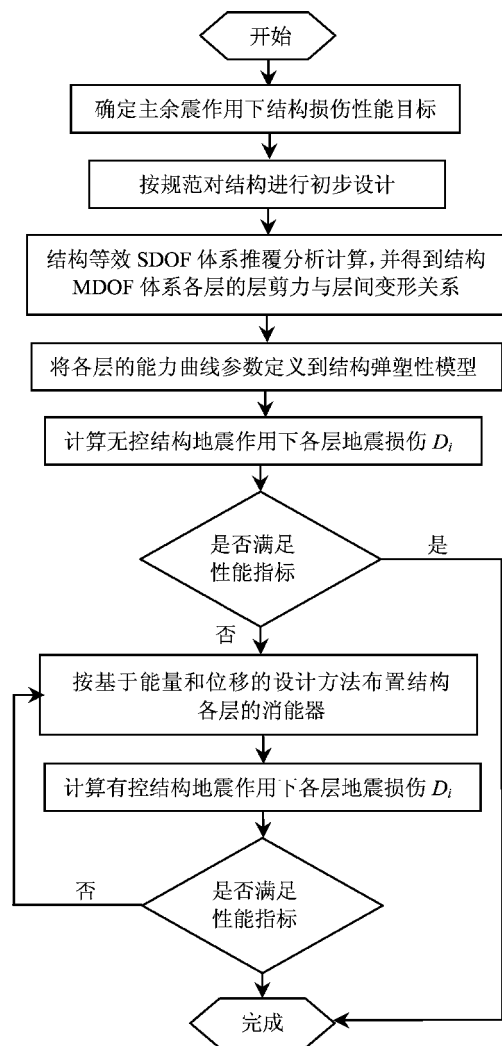 开始
确定主余震作用下结构损伤性能目标
按规范对结构进行初步设计
结构等效 SDOF 体系推覆分析计算，并得到结构
MDOF 体系各层的层剪力与层间变形关系
将各层的能力曲线参数定义到结构弹塑性模型
计算无控结构地震作用下各层地震损伤 Di
是否满足
性能指标
是
否
按基于能量和位移的设计方法布置结构
各层的消能器
计算有控结构地震作用下各层地震损伤 Di
否
是否满足
性能指标
完成